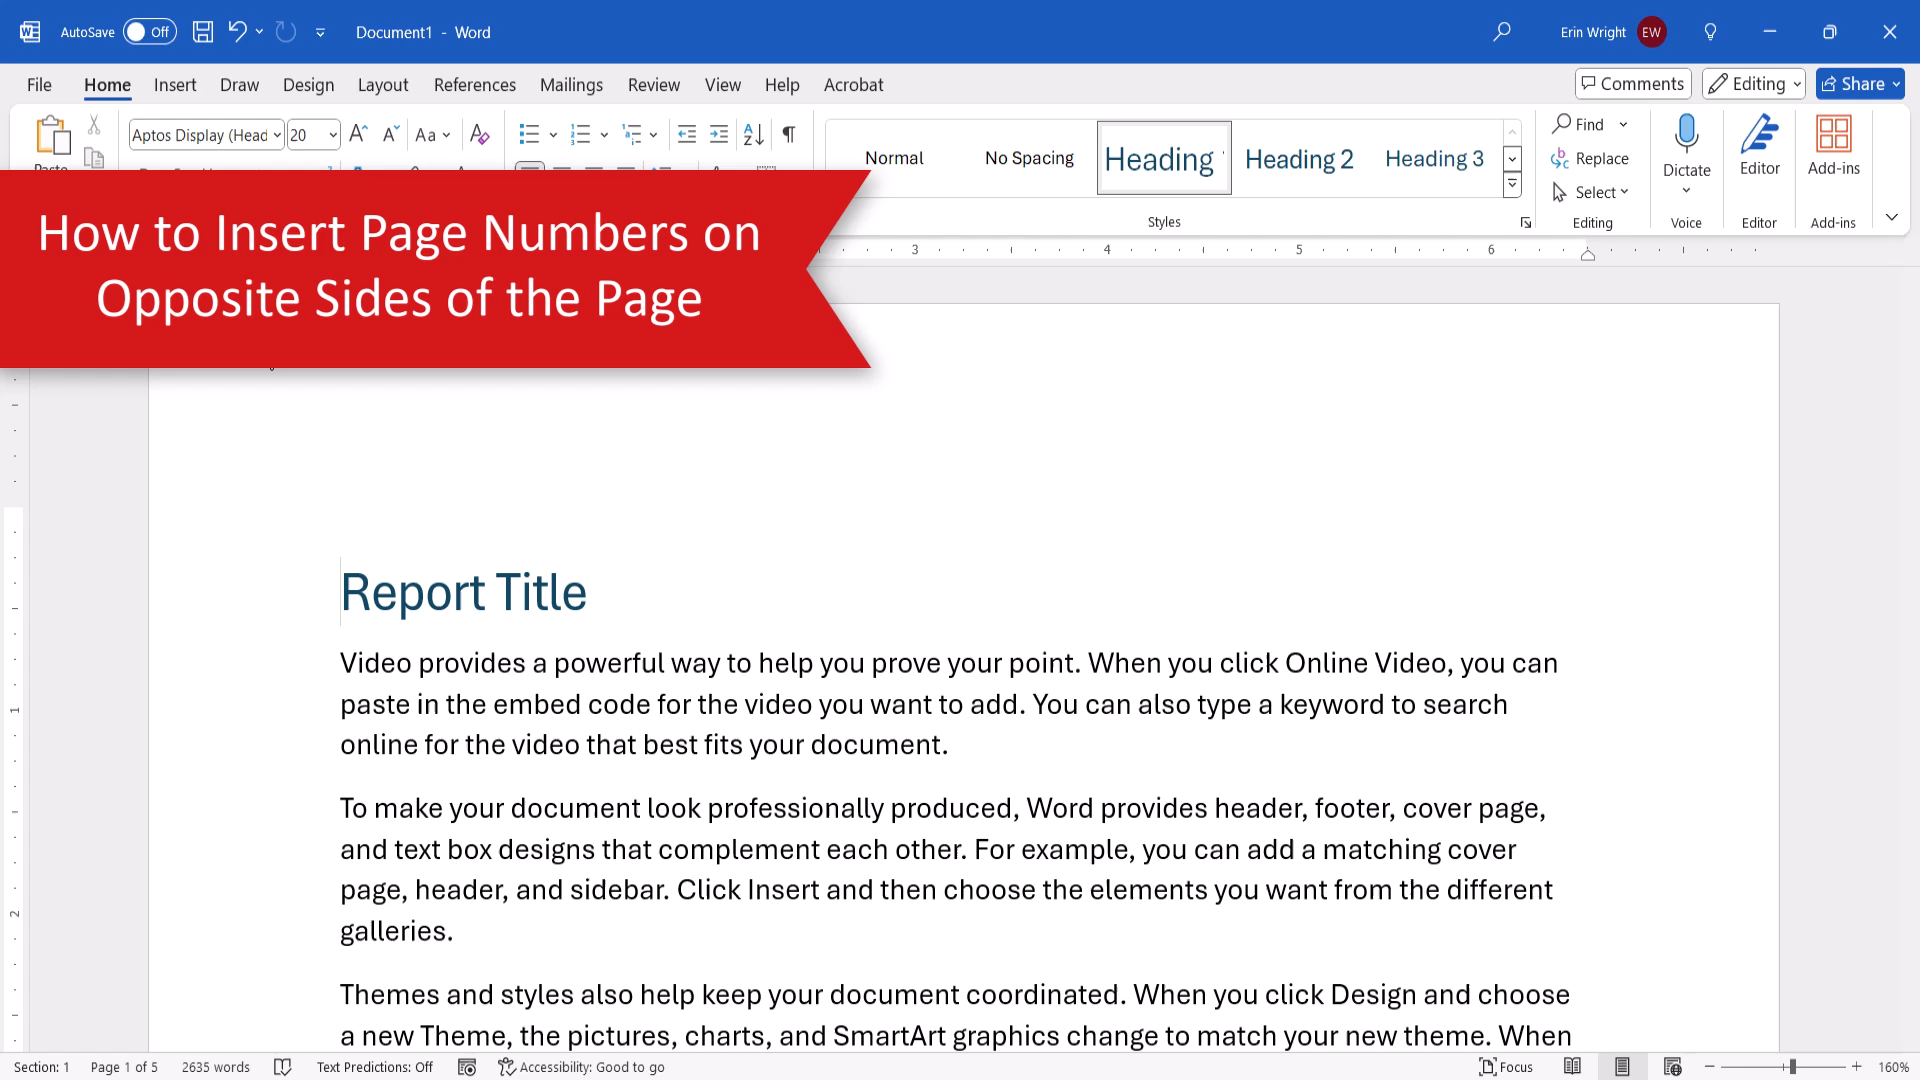 AutoSave Off Document1 - Word Erin Wright EW
File Home Insert Draw Design Layout References Mailings Review View Help Acrobat Comments Editing Share
Aptos Display (Head 20 Aa
Normal No Spacing Heading Heading 2 Heading 3
Find
Replace
Select
Dictate Editor Add-ins
Styles Editing Voice Editor Add-ins
How to Insert Page Numbers on
Opposite Sides of the Page
3 4 5 6
Report Title
Video provides a powerful way to help you prove your point. When you click Online Video, you can
paste in the embed code for the video you want to add. You can also type a keyword to search
online for the video that best fits your document.
To make your document look professionally produced, Word provides header, footer, cover page,
and text box designs that complement each other. For example, you can add a matching cover
page, header, and sidebar. Click Insert and then choose the elements you want from the different
galleries.
Themes and styles also help keep your document coordinated. When you click Design and choose
a new Theme, the pictures, charts, and SmartArt graphics change to match your new theme. When
1
2
Section: 1 Page 1 of 5 2635 words Text Predictions: Off Accessibility: Good to go Focus 160%